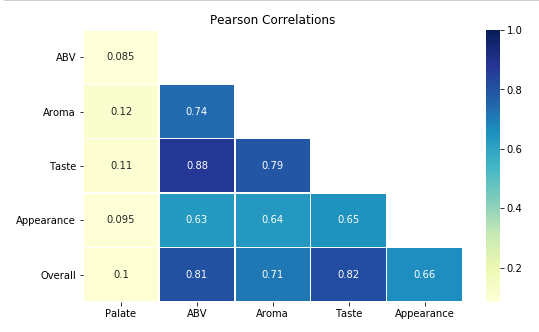 Pearson Correlations
1.0
ABV 0.085
0.8
Aroma 0.12 0.74
Taste 0.11 0.88 0.79
0.6
0.4
Appearance 0.095 0.63 0.64 0.65
0.2
Overall 0.1 0.81 0.71 0.82 0.66
Palate ABV Aroma Taste Appearance